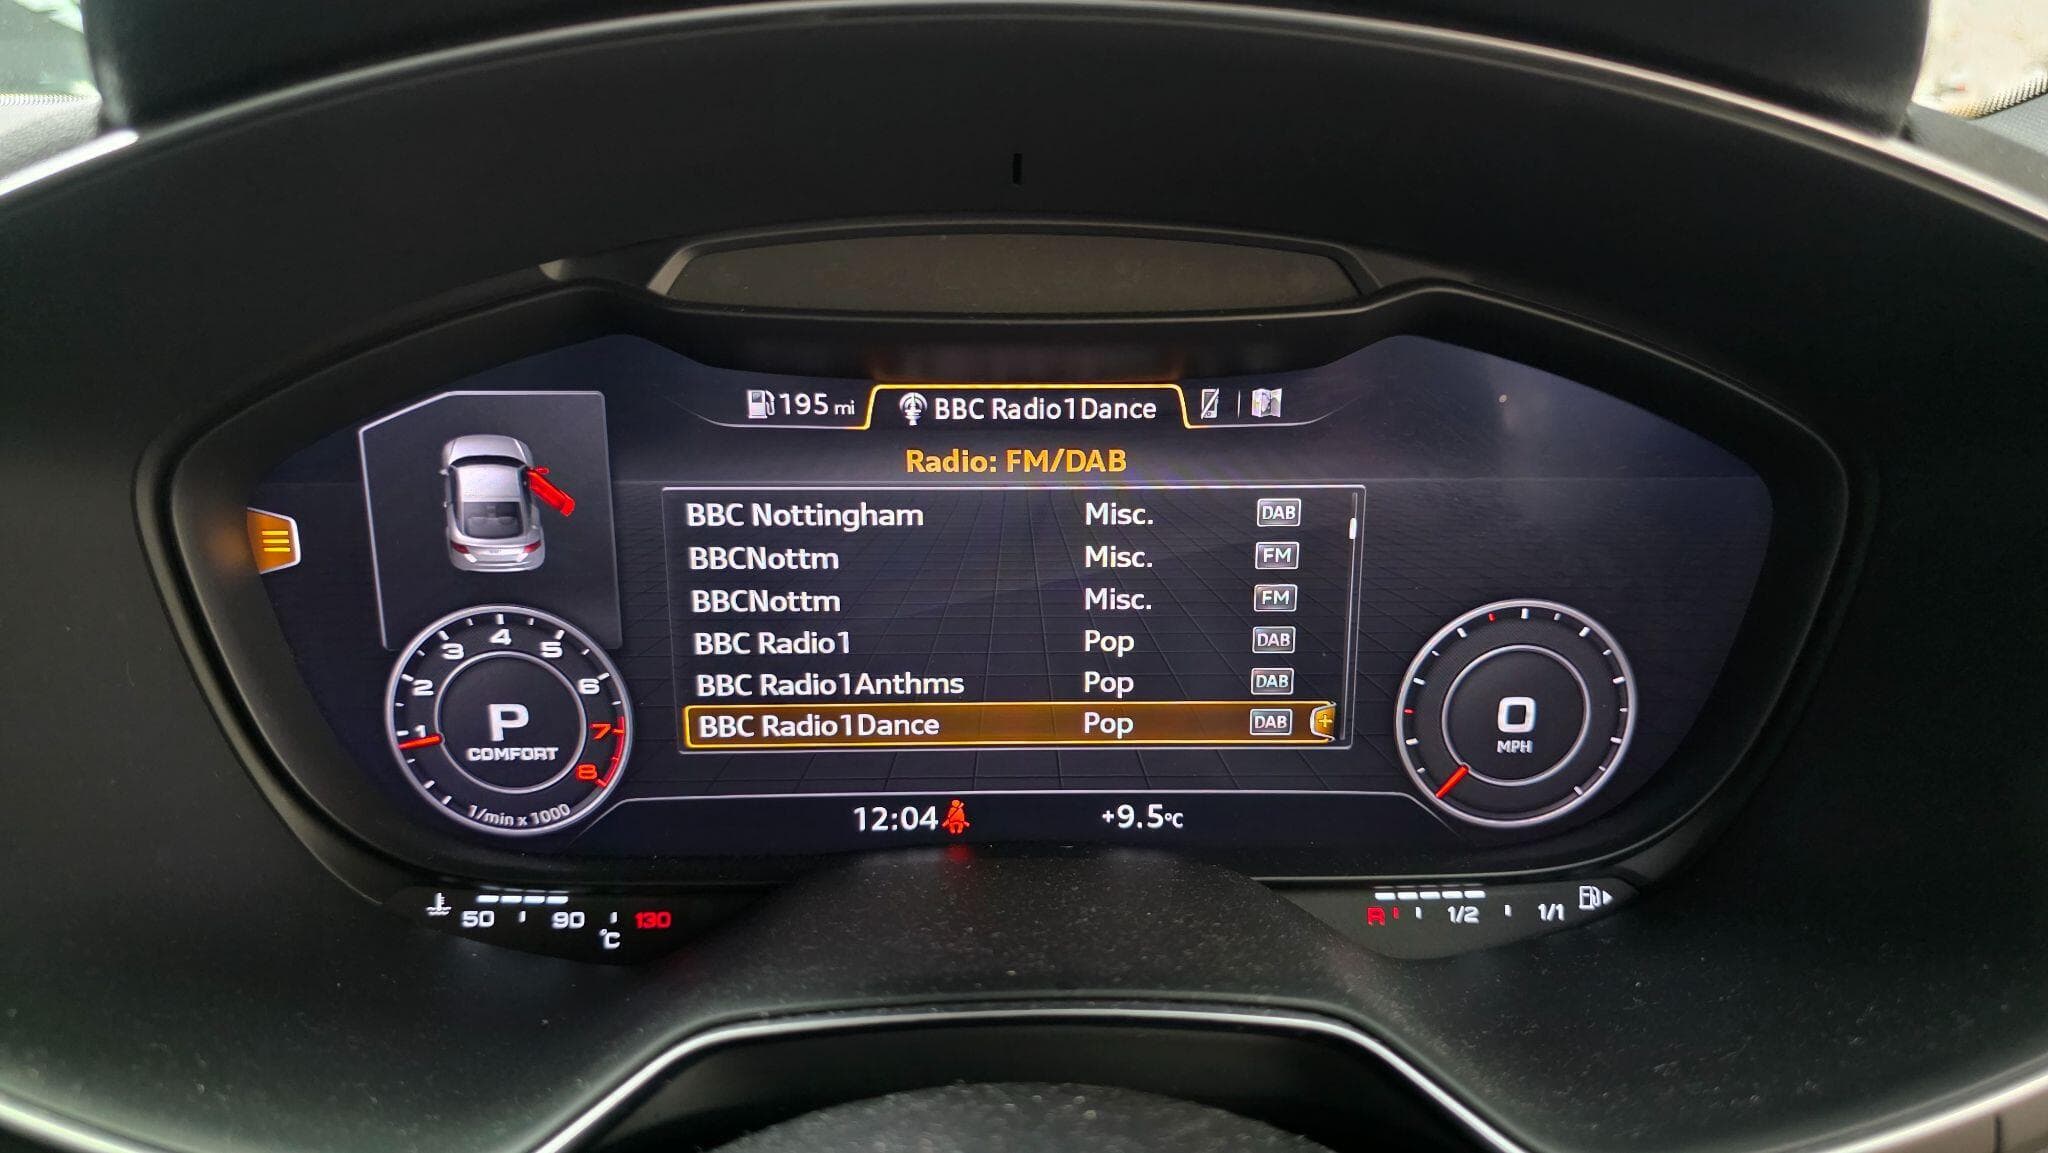 195 mi BBC Radio1Dance
Radio: FM/DAB
BBC Nottingham Misc. DAB
BBCNottm Misc. FM
BBCNottm Misc. FM
BBC Radio1 Pop DAB
BBC Radio1Anthms Pop DAB
BBC Radio1Dance Pop DAB +
1 2 3 4 5 6 7 8
P
COMFORT
1/min x 1000
0
MPH
12:04 +9.5°C
50 90 130
°C
R 1/2 1/1